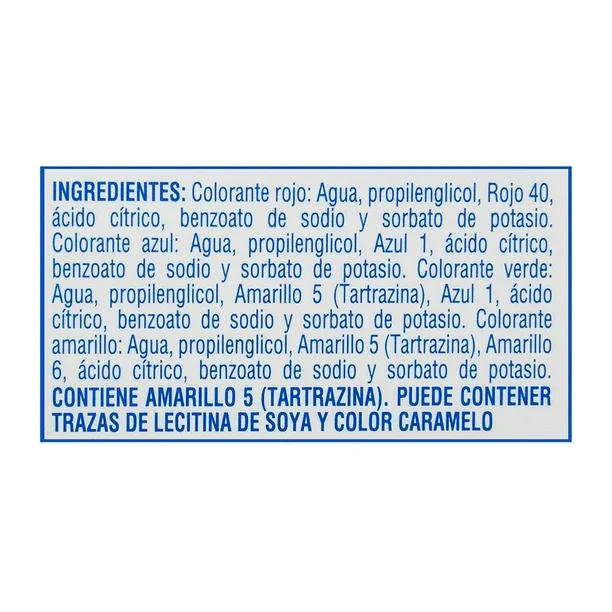 INGREDIENTES: Colorante rojo: Agua, propilenglicol, Rojo 40,
ácido cítrico, benzoato de sodio y sorbato de potasio.
Colorante azul: Agua, propilenglicol, Azul 1, ácido cítrico,
benzoato de sodio y sorbato de potasio. Colorante verde:
Agua, propilenglicol, Amarillo 5 (Tartrazina), Azul 1, ácido
cítrico, benzoato de sodio y sorbato de potasio. Colorante
amarillo: Agua, propilenglicol, Amarillo 5 (Tartrazina), Amarillo
6, ácido cítrico, benzoato de sodio y sorbato de potasio.
CONTIENE AMARILLO 5 (TARTRAZINA). PUEDE CONTENER
TRAZAS DE LECITINA DE SOYA Y COLOR CARAMELO